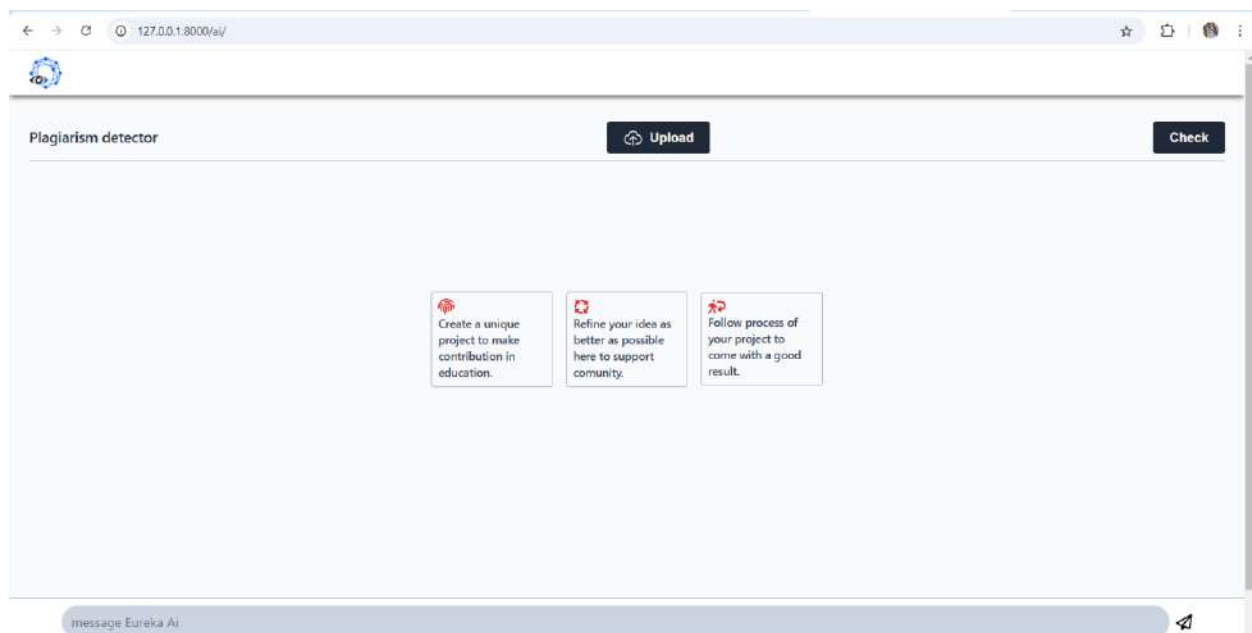 127.0.0.1:8000/ai/
Plagiarism detector
Upload
Check
Create a unique
project to make
contribution in
education.
Refine your idea as
better as possible
here to support
comunity.
Follow process of
your project to
come with a good
result.
message Eureka Ai